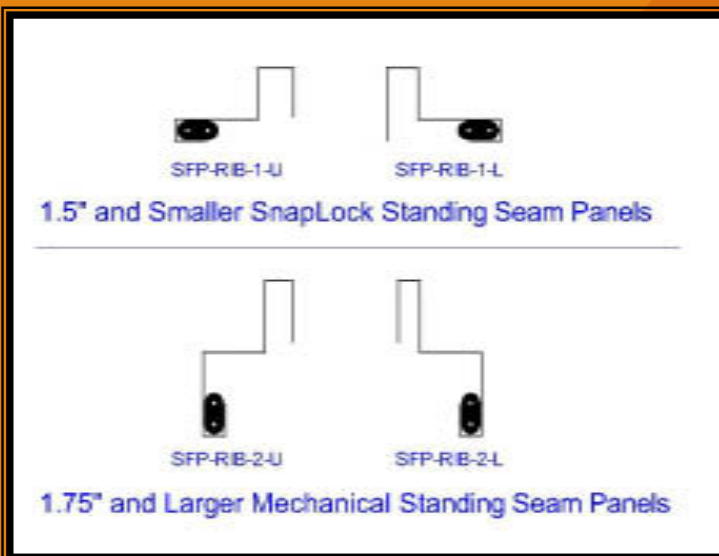 SFP-RIB-1-U SFP-RIB-1-L
1.5" and Smaller SnapLock Standing Seam Panels
SFP-RIB-2-U SFP-RIB-2-L
1.75" and Larger Mechanical Standing Seam Panels